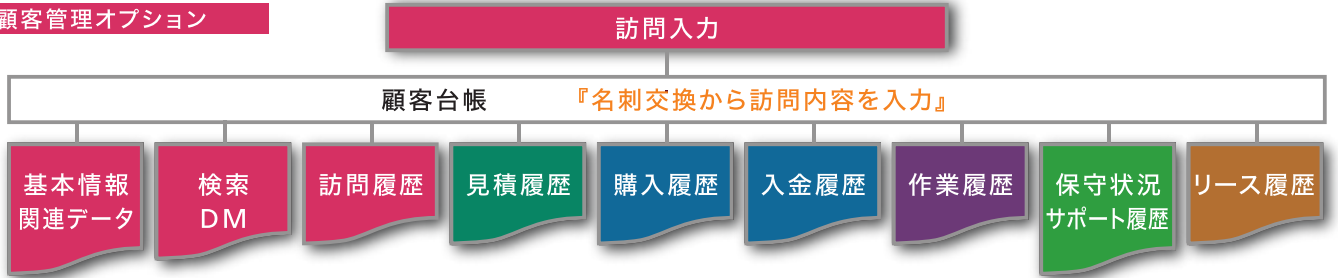 顧客管理オプション
訪問入力
顧客台帳 『名刺交換から訪問内容を入力』
基本情報
関連データ
検索
DM
訪問履歴
見積履歴
購入履歴
入金履歴
作業履歴
保守状況
サポート履歴
リース履歴